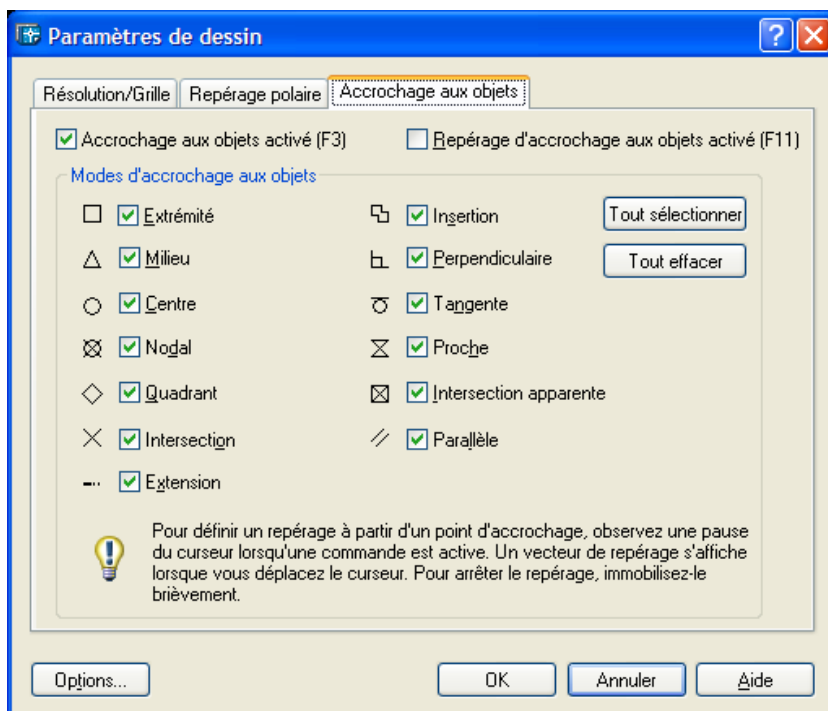 Paramètres de dessin
Résolution/Grille
Repérage polaire
Accrochage aux objets
Accrochage aux objets activé (F3)
Repérage d'accrochage aux objets activé (F11)
Modes d'accrochage aux objets
Extrémité
Insertion
Tout sélectionner
Milieu
Perpendiculaire
Tout effacer
Centre
Tangente
Nodal
Proche
Quadrant
Intersection apparente
Intersection
Parallèle
Extension
Pour définir un repérage à partir d'un point d'accrochage, observez une pause
du curseur lorsqu'une commande est active. Un vecteur de repérage s'affiche
lorsque vous déplacez le curseur. Pour arrêter le repérage, immobilisez-le
brièvement.
Options...
OK
Annuler
Aide